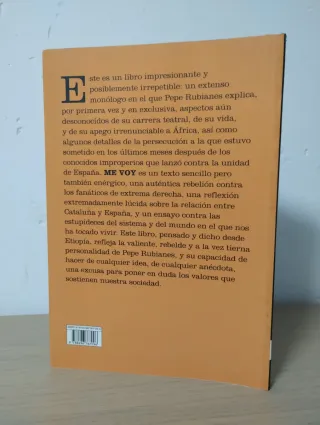 Este es un libro impresionante y
posiblemente irrepetible: un extenso
monólogo en el que Pepe Rubianes explica,
por primera vez y en exclusiva, aspectos aún
desconocidos de su carrera teatral, de su vida,
y de su apego irrenunciable a África, así como
algunos detalles de la persecución a la que estuvo
sometido en los últimos meses después de los
conocidos improperios que lanzó contra la unidad
de España. ME VOY es un texto sencillo pero
también enérgico, una auténtica rebelión contra
los fanáticos de extrema derecha, una reflexión
extremadamente lúcida sobre la relación entre
Cataluña y España, y un ensayo contra las
estupideces del sistema y del mundo en el que nos
ha tocado vivir. Este libro, pensado y dicho desde
Etiopía, refleja la valiente, rebelde y a la vez tierna
personalidad de Pepe Rubianes, y su capacidad de
hacer de cualquier idea, de cualquier anécdota,
una excusa para poner en duda los valores que
sostienen nuestra sociedad.